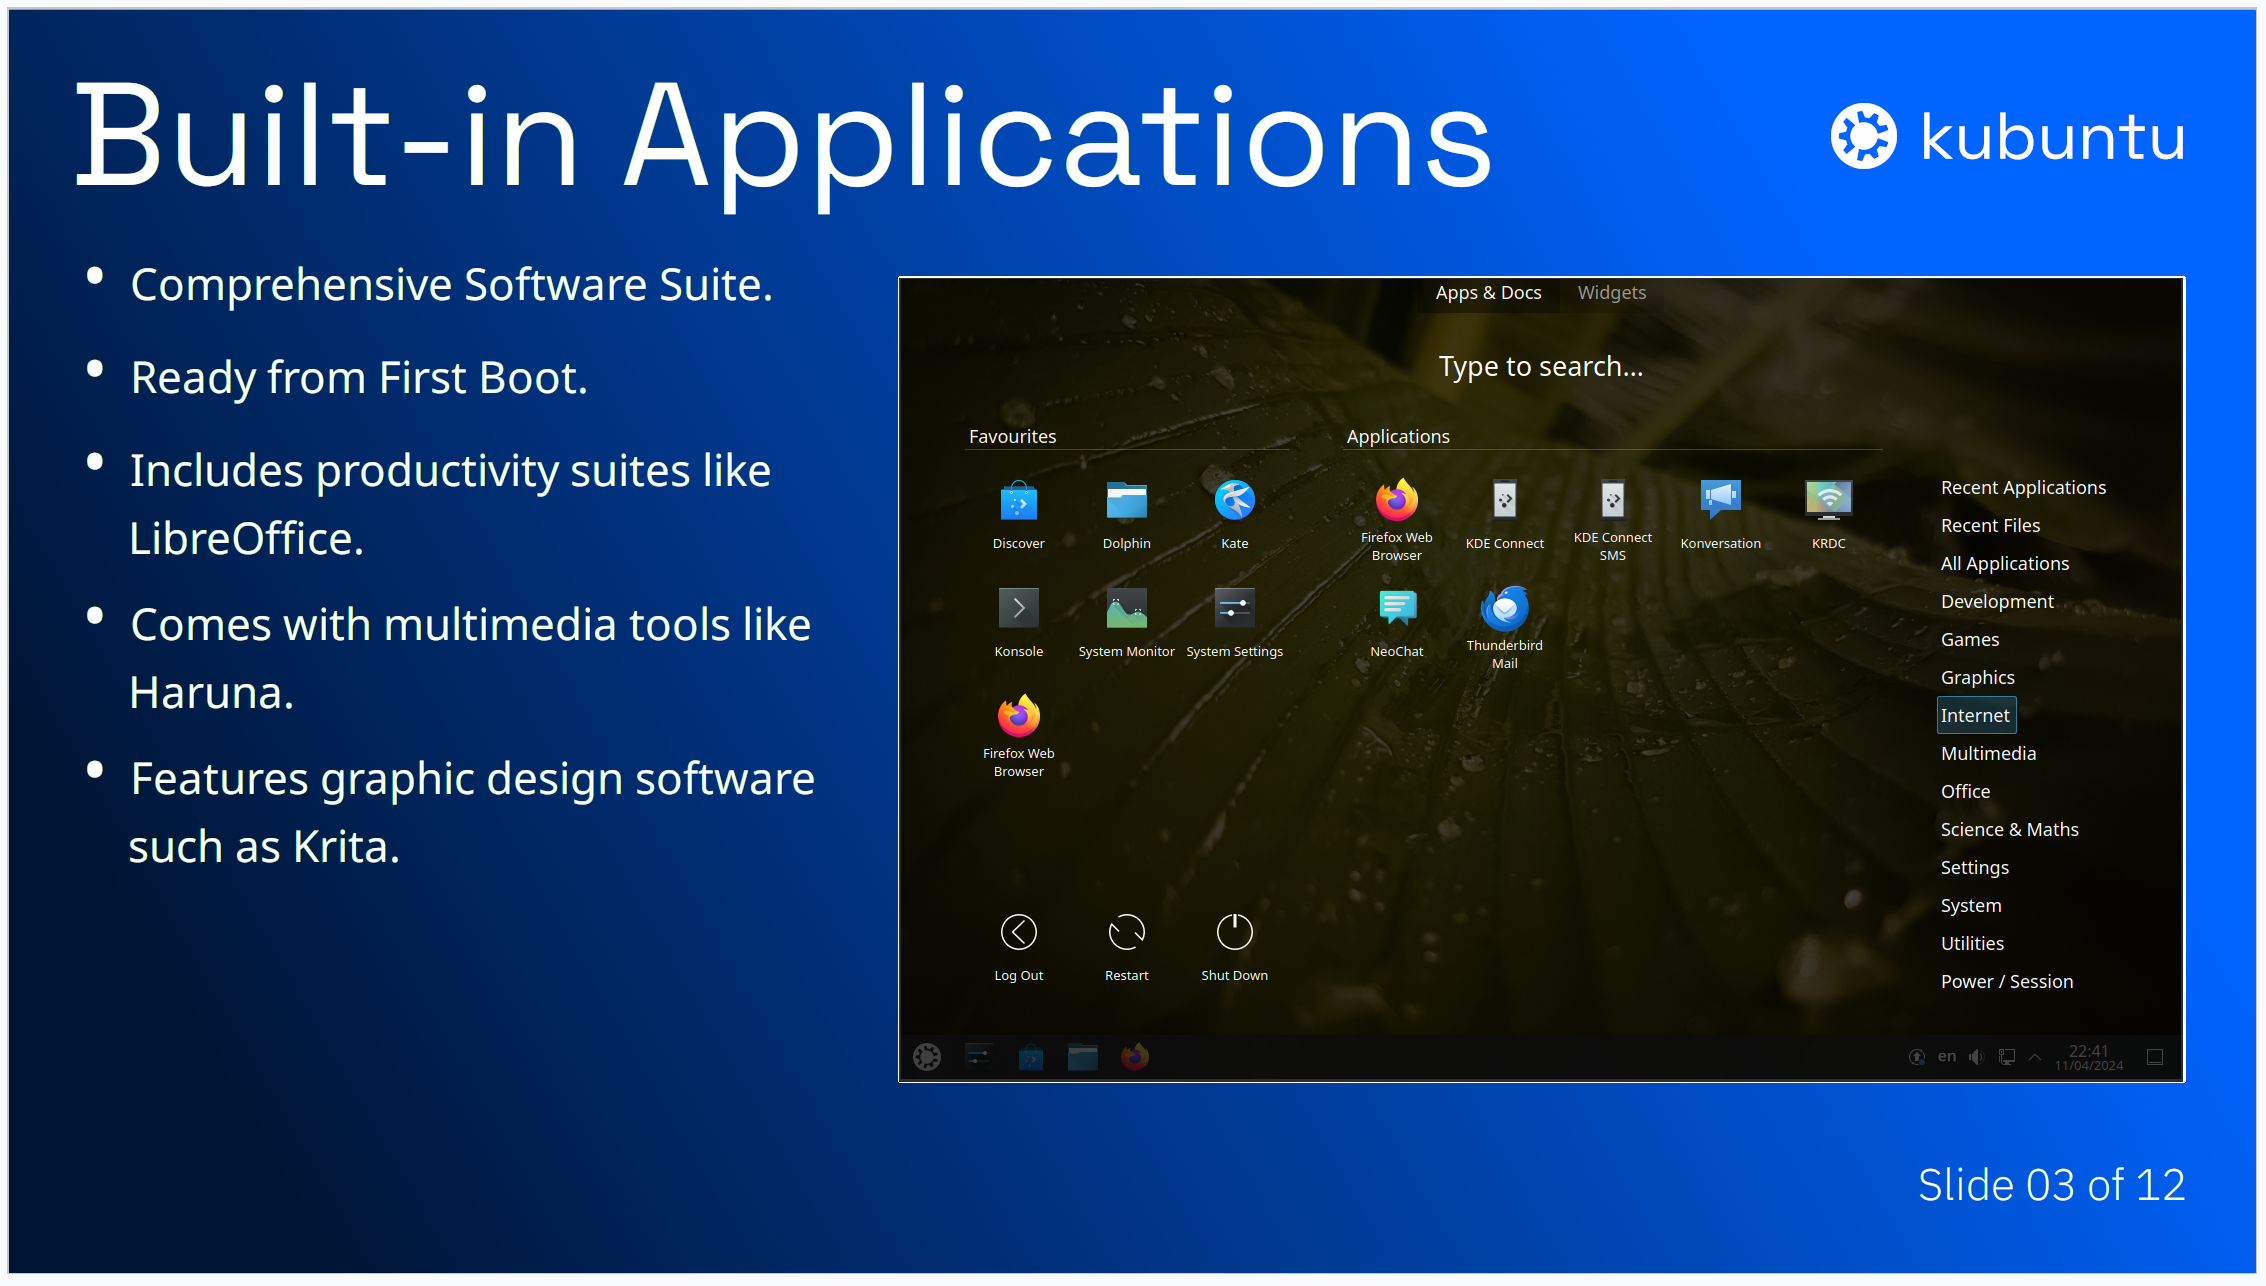 Built-in Applications
kubuntu
Comprehensive Software Suite.
Ready from First Boot.
Includes productivity suites like
LibreOffice.
Comes with multimedia tools like
Haruna.
Features graphic design software
such as Krita.
Apps & Docs Widgets
Type to search...
Favourites
Discover Dolphin Kate
Konsole System Monitor System Settings
Firefox Web
Browser
Log Out Restart Shut Down
Applications
Firefox Web
Browser
KDE Connect
KDE Connect
SMS
Konversation
KRDC
NeoChat
Thunderbird
Mail
Recent Applications
Recent Files
All Applications
Development
Games
Graphics
Internet
Multimedia
Office
Science & Maths
Settings
System
Utilities
Power / Session
en
22:41
11/04/2024
Slide 03 of 12